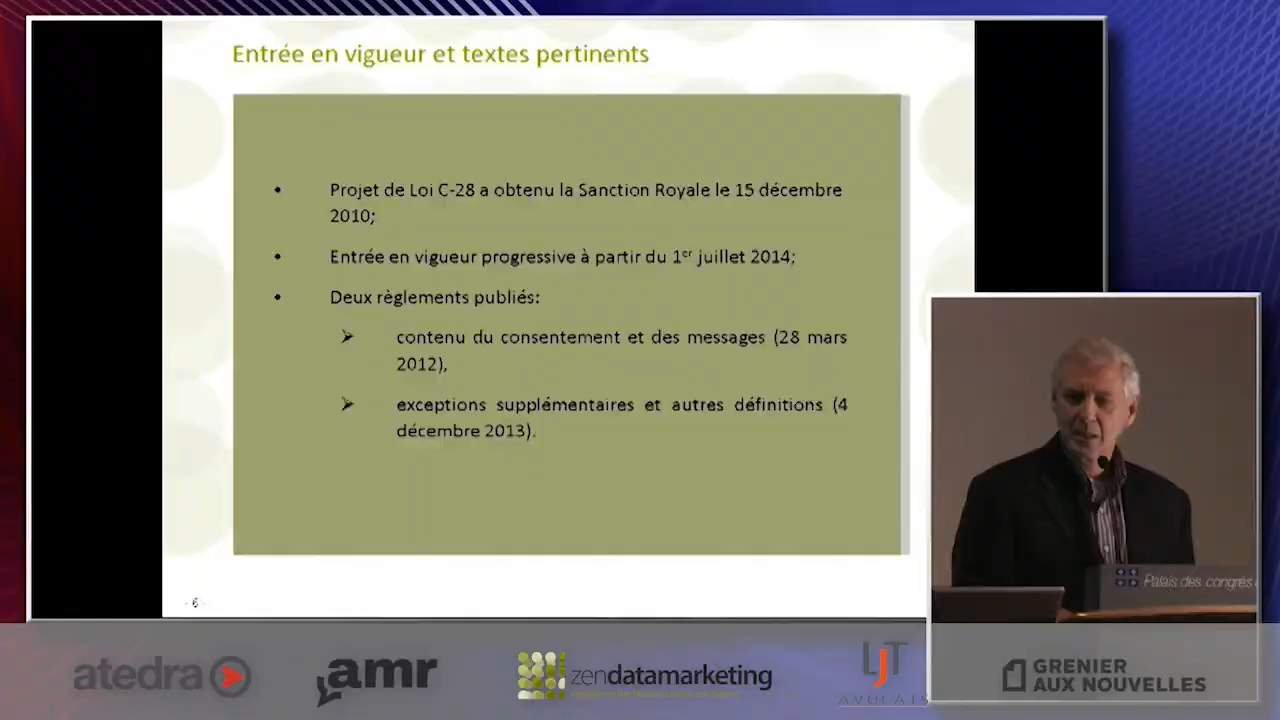 Entrée en vigueur et textes pertinents
• Projet de Loi C-28 a obtenu la Sanction Royale le 15 décembre
2010;
• Entrée en vigueur progressive à partir du 1er juillet 2014;
• Deux règlements publiés:
➢ contenu du consentement et des messages (28 mars
2012),
➢ exceptions supplémentaires et autres définitions (4
décembre 2013).
- 6 -
Palais des congrès
atedra
amr
zendatamarketing
LJT
AVOCATS
GRENIER
AUX NOUVELLES